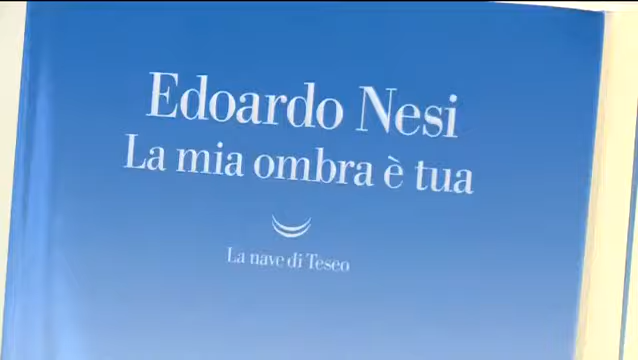 Edoardo Nesi
La mia ombra è tua
La nave di Teseo